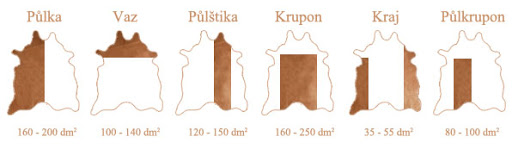 Půlka Vaz Půlštika Krupon Kraj Půlkrupon
160 - 200 dm² 100 - 140 dm² 120 - 150 dm² 160 - 250 dm² 35 - 55 dm² 80 - 100 dm²